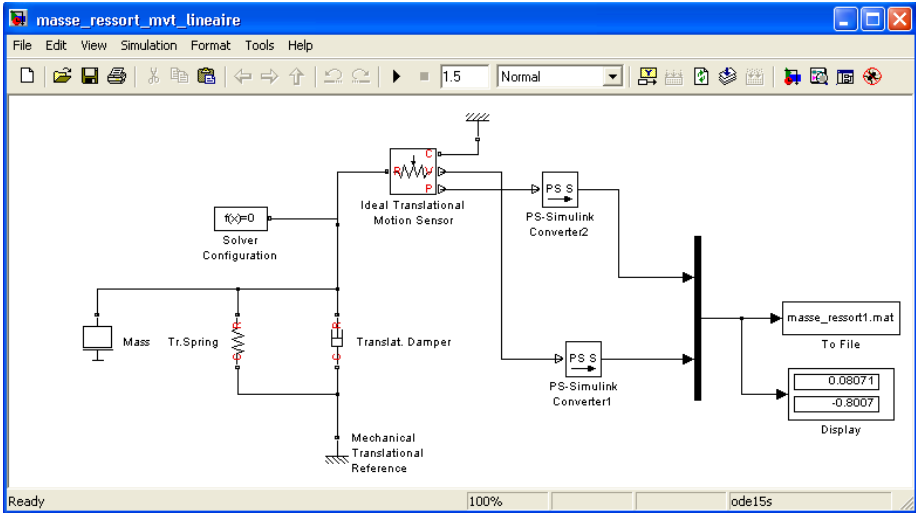 masse_ressort_mvt_lineaire
File Edit View Simulation Format Tools Help
1.5 Normal
C
R V
P
Ideal Translational
Motion Sensor
PS S
PS-Simulink
Converter2
f(x)=0
Solver
Configuration
masse_ressort1.mat
To File
Mass
Tr.Spring
R
C
R
C
Translat. Damper
PS S
PS-Simulink
Converter1
0.08071
-0.8007
Display
Mechanical
Translational
Reference
Ready 100% ode15s